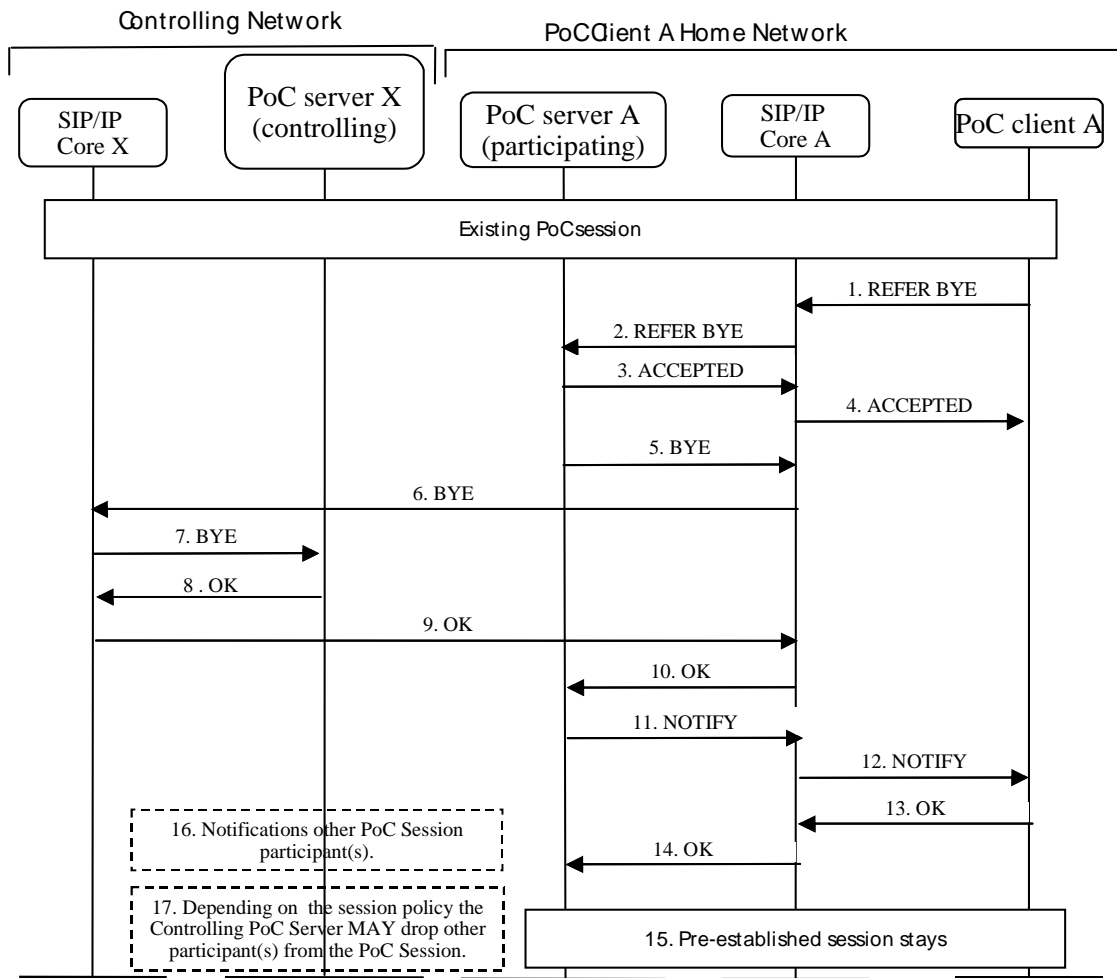 Controlling Network
PoC Client A Home Network
SIP/IP
Core X
PoC server X
(controlling)
PoC server A
(participating)
SIP/IP
Core A
PoC client A
Existing PoC session
1. REFER BYE
2. REFER BYE
3. ACCEPTED
4. ACCEPTED
5. BYE
6. BYE
7. BYE
8 . OK
9. OK
10. OK
11. NOTIFY
12. NOTIFY
13. OK
14. OK
16. Notifications other PoC Session
participant(s).
17. Depending on the session policy the
Controlling PoC Server MAY drop other
participant(s) from the PoC Session.
15. Pre-established session stays